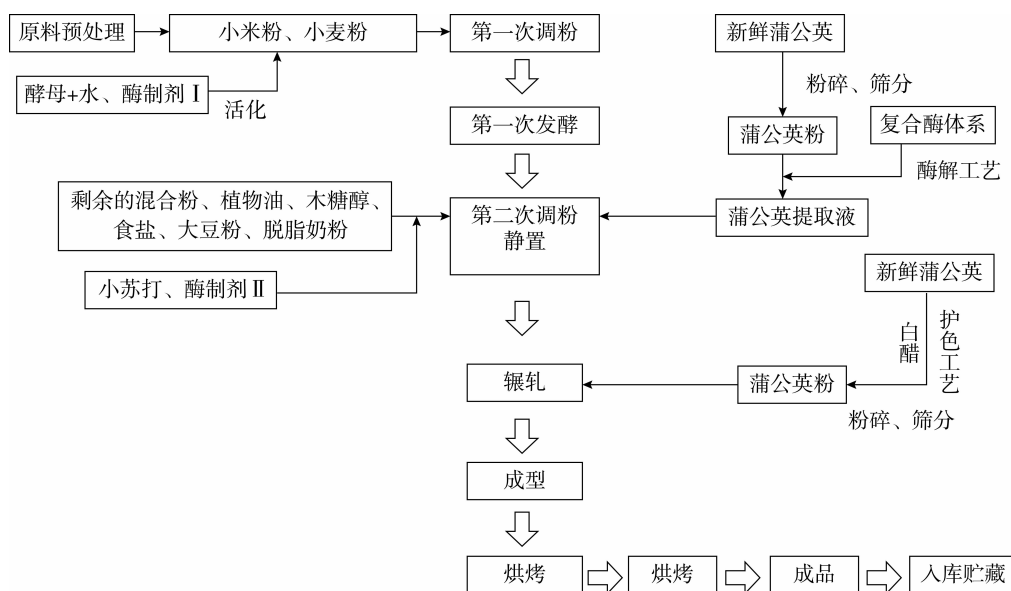 原料预处理
小米粉、小麦粉
第一次调粉
新鲜蒲公英
酵母+水、酶制剂Ⅰ
活化
粉碎、筛分
第一次发酵
蒲公英粉
复合酶体系
酶解工艺
剩余的混合粉、植物油、木糖醇、
食盐、大豆粉、脱脂奶粉
第二次调粉
静置
蒲公英提取液
小苏打、酶制剂Ⅱ
新鲜蒲公英
白醋
护色工艺
辗轧
蒲公英粉
粉碎、筛分
成型
烘烤
烘烤
成品
入库贮藏